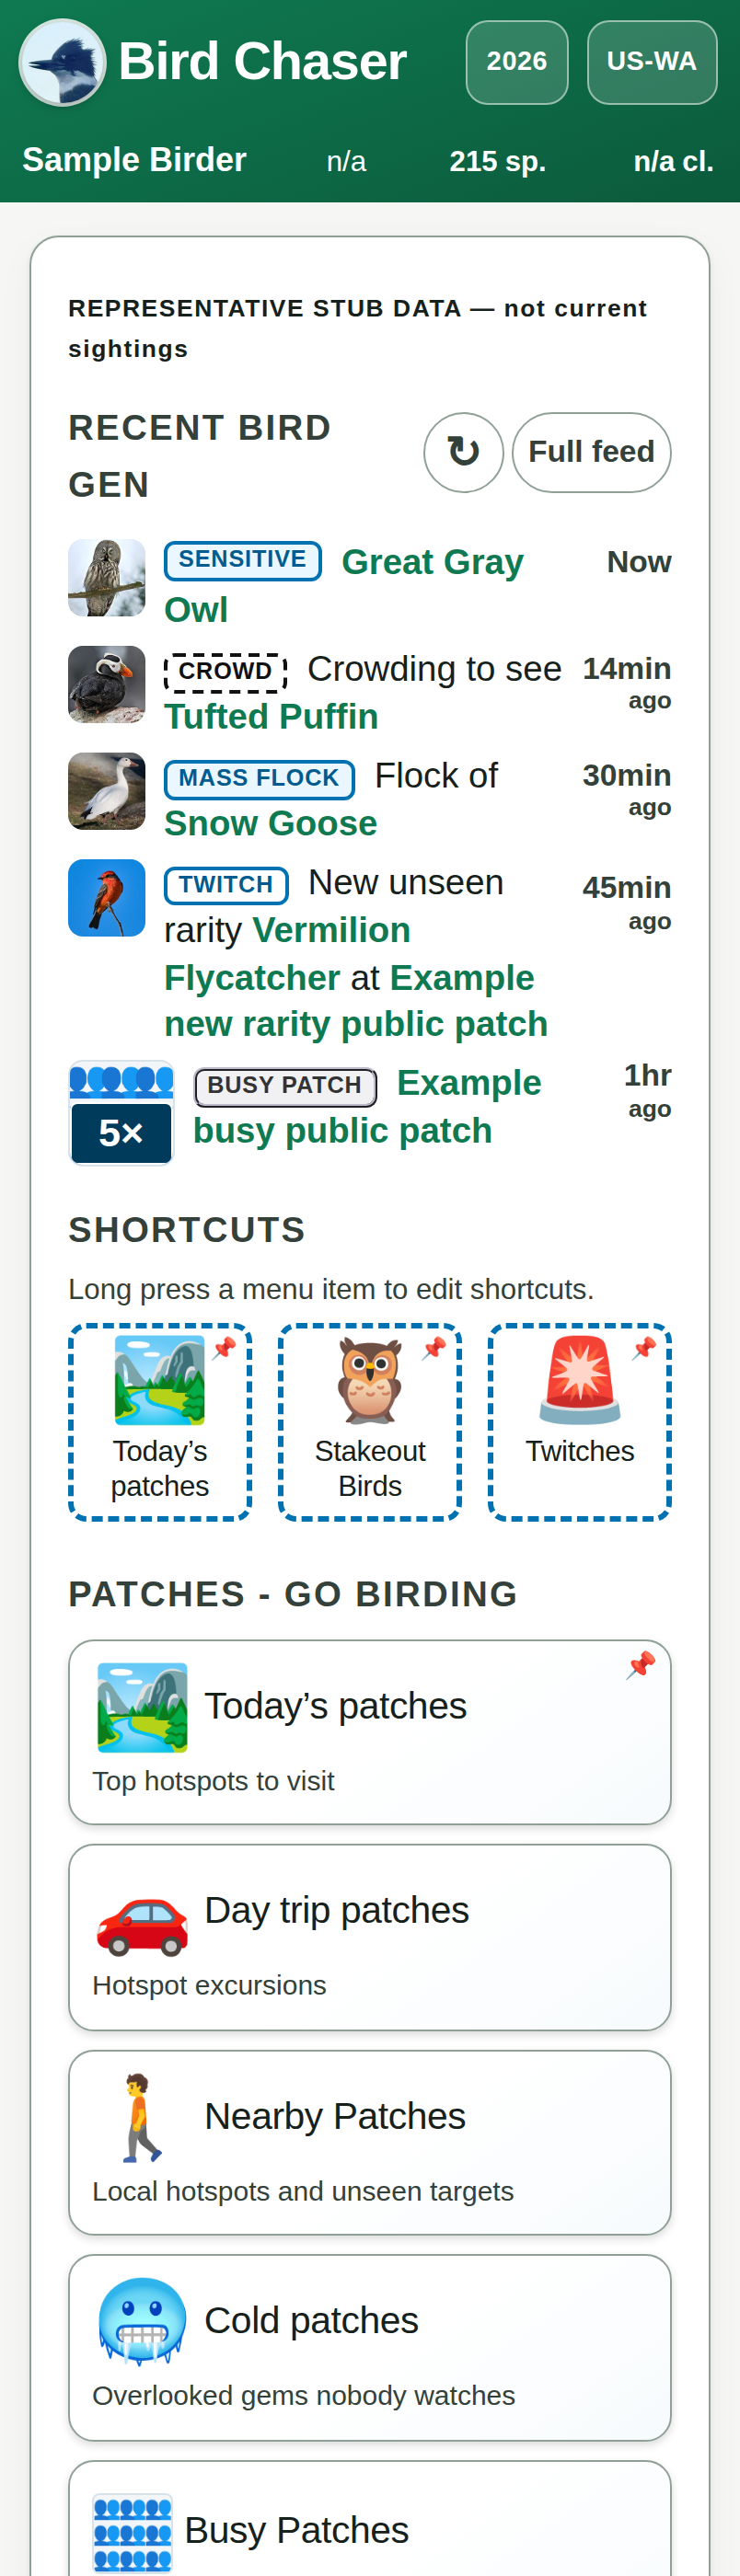 Bird Chaser
2026
US-WA
Sample Birder
n/a
215 sp.
n/a cl.
REPRESENTATIVE STUB DATA — not current
sightings
RECENT BIRD
GEN
↻
Full feed
SENSITIVE Great Gray
Owl
Now
CROWD Crowding to see
Tufted Puffin
14min
ago
MASS FLOCK Flock of
Snow Goose
30min
ago
TWITCH New unseen
rarity Vermilion
Flycatcher at Example
new rarity public patch
45min
ago
5×
BUSY PATCH Example
busy public patch
1hr
ago
SHORTCUTS
Long press a menu item to edit shortcuts.
Today’s
patches
Stakeout
Birds
Twitches
PATCHES - GO BIRDING
Today’s patches
Top hotspots to visit
Day trip patches
Hotspot excursions
Nearby Patches
Local hotspots and unseen targets
Cold patches
Overlooked gems nobody watches
Busy Patches